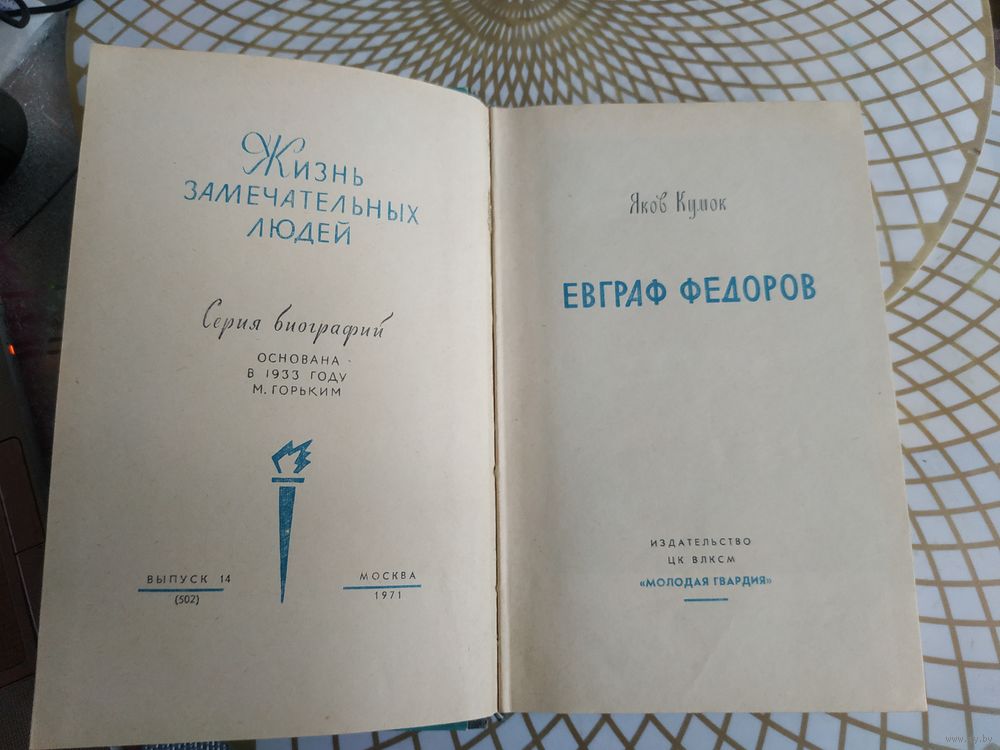 Жизнь
ЗАМЕЧАТЕЛЬНЫХ
ЛЮДЕЙ
Серия биографий
ОСНОВАНА
В 1933 ГОДУ
М. ГОРЬКИМ
ВЫПУСК 14
(502)
МОСКВА
1971
Яков Кумок
ЕВГРАФ ФЕДОРОВ
ИЗДАТЕЛЬСТВО
ЦК ВЛКСМ
«МОЛОДАЯ ГВАРДИЯ»